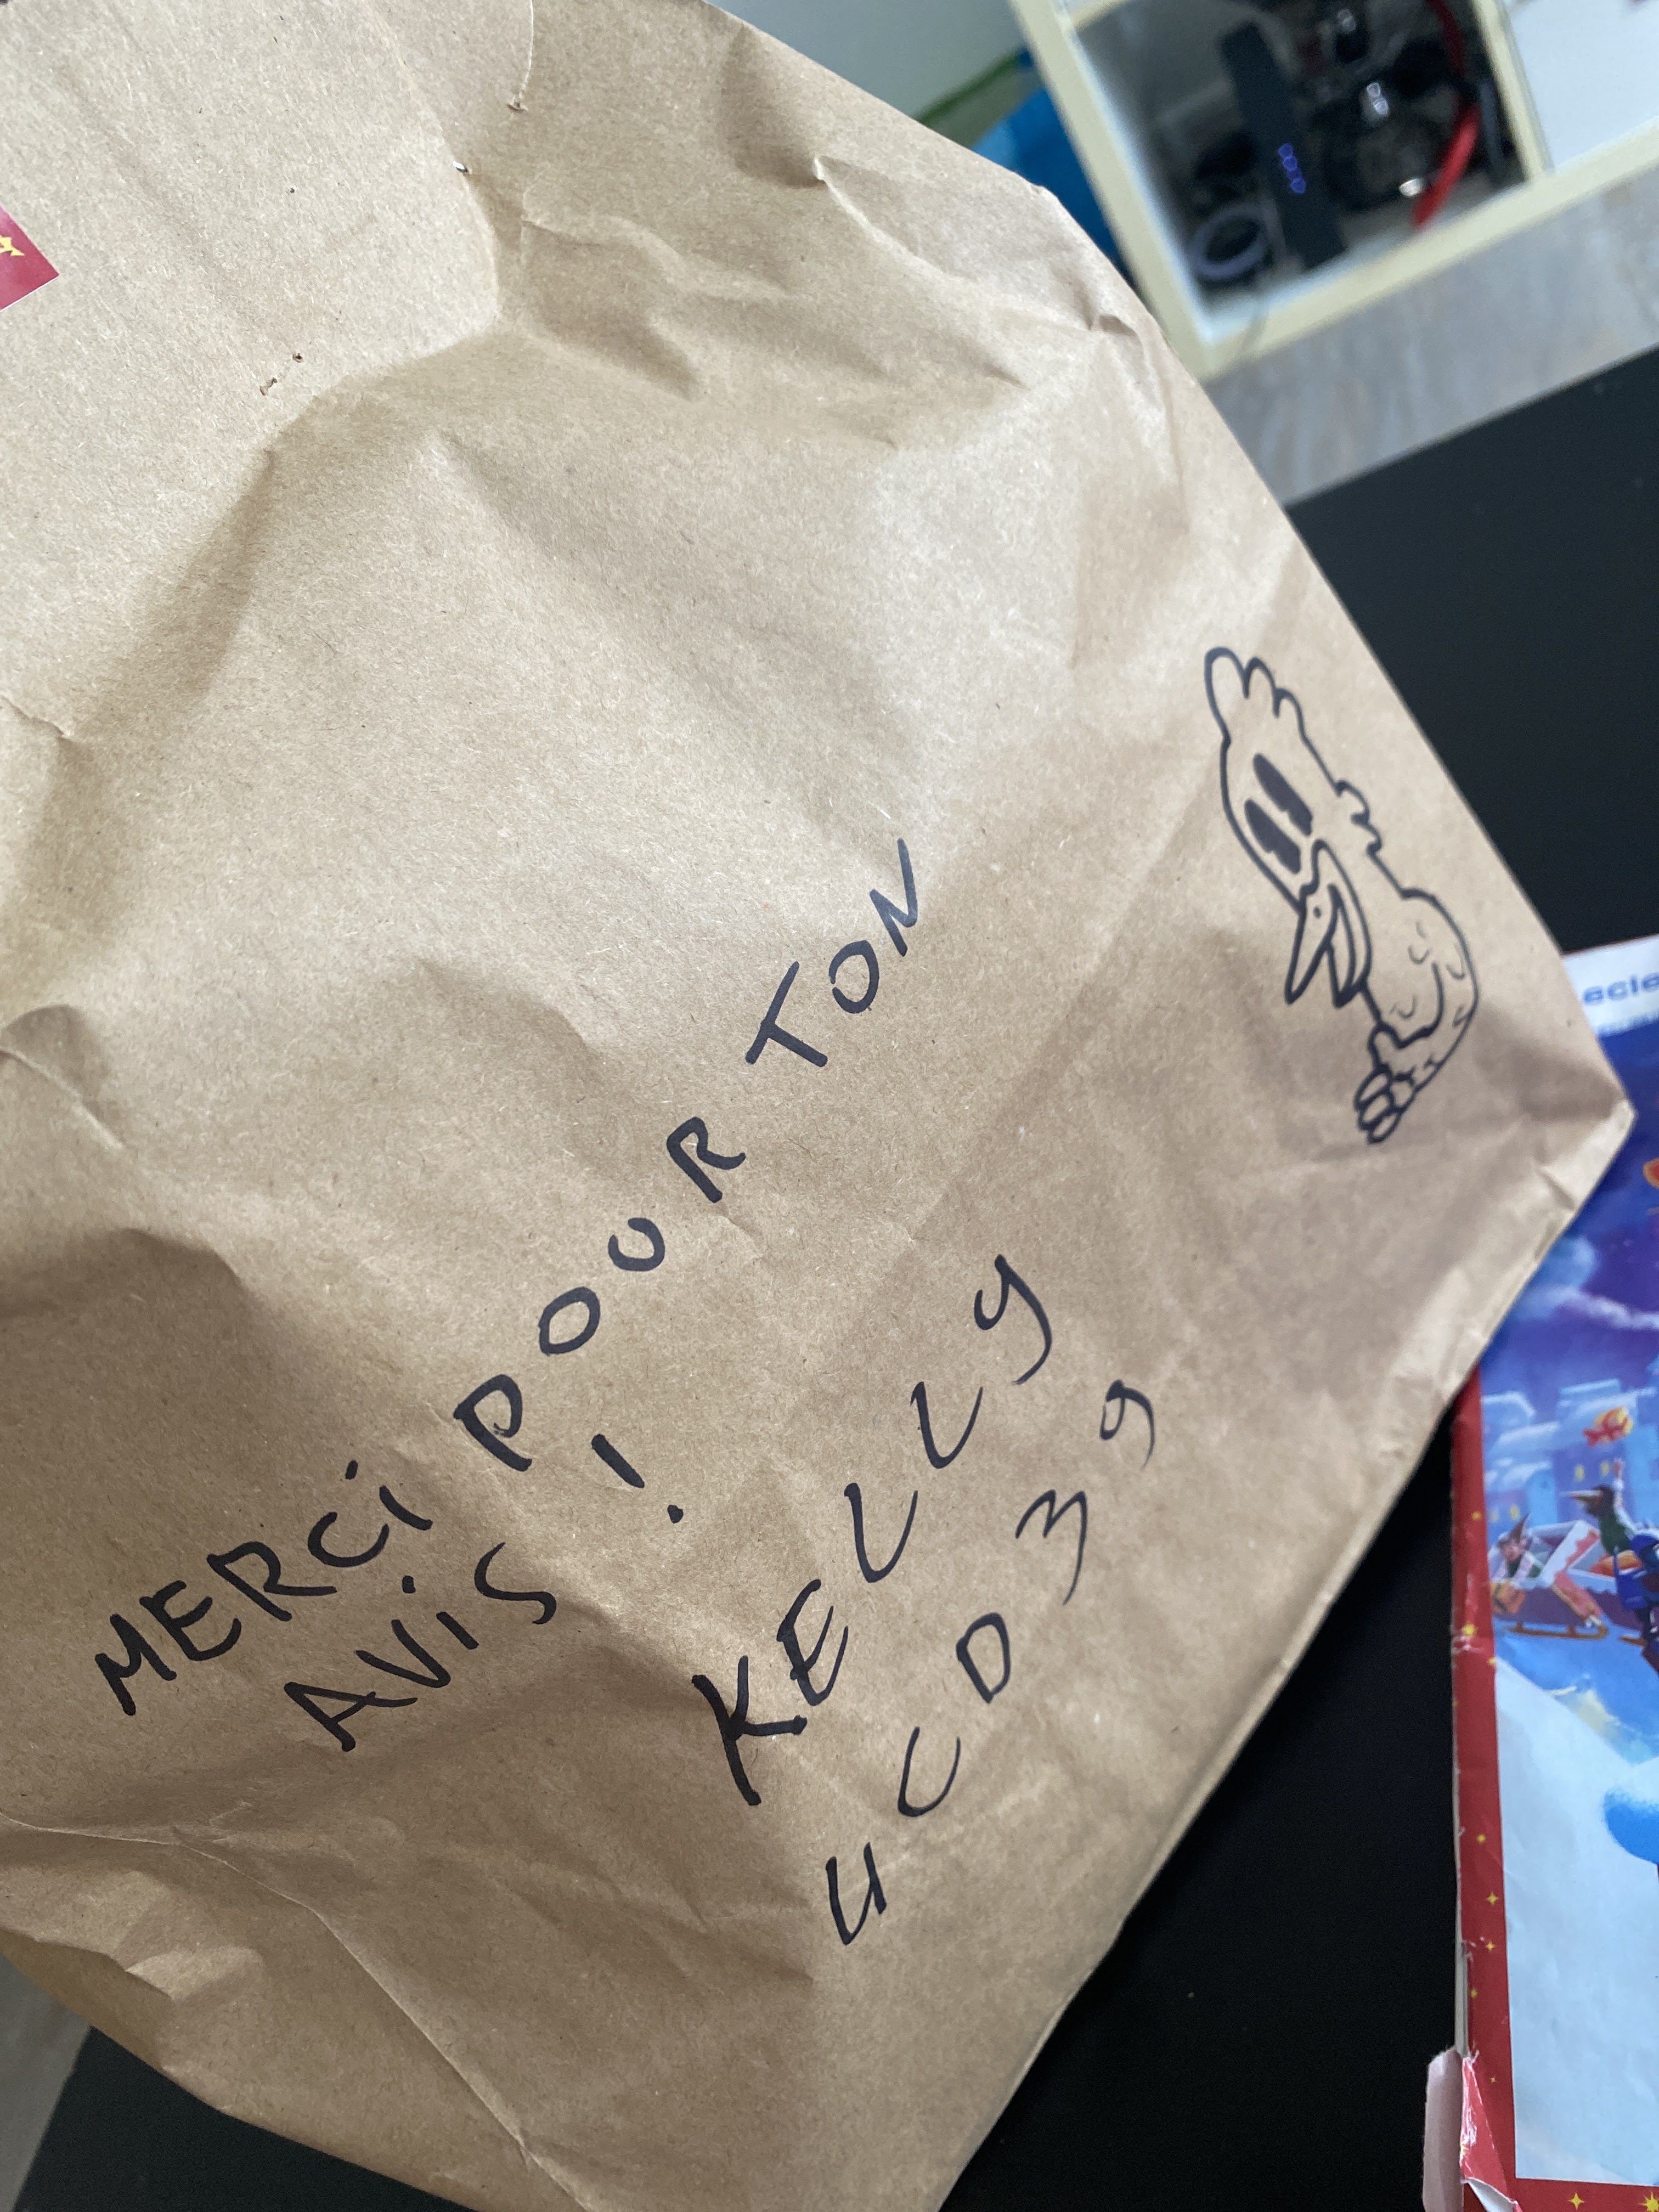 MERCi POUR TON
AViS !
KELLY
UCD39